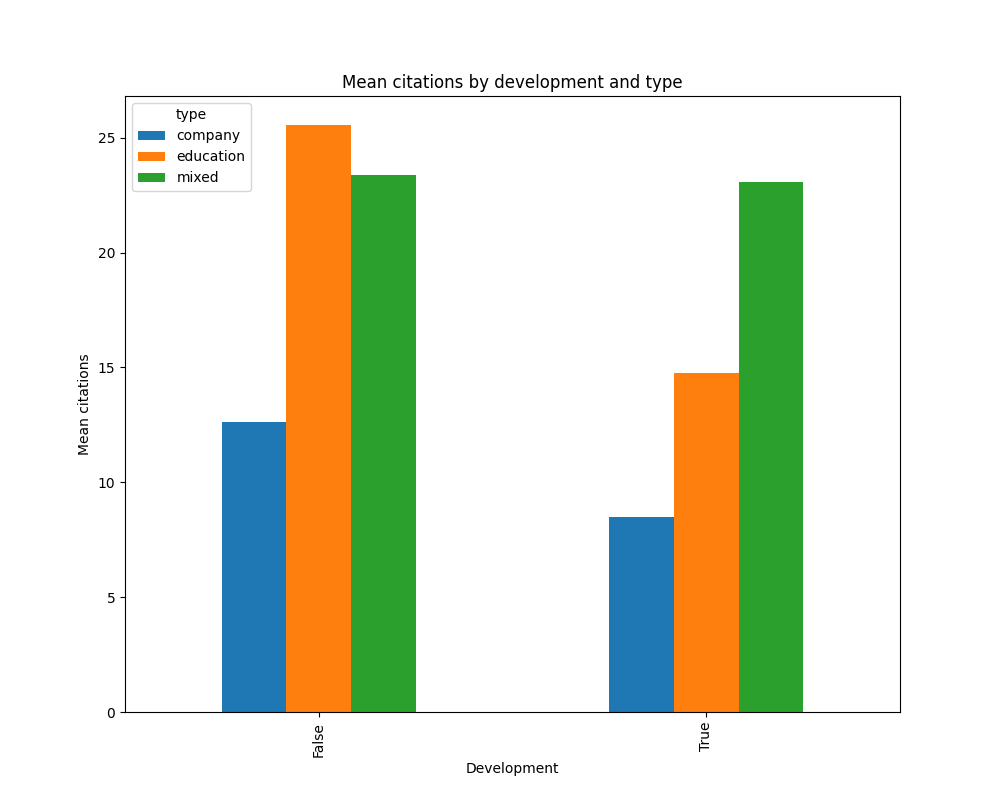 Mean citations by development and type
type
company
education
mixed
25
20
15
10
5
0
Mean citations
False
True
Development